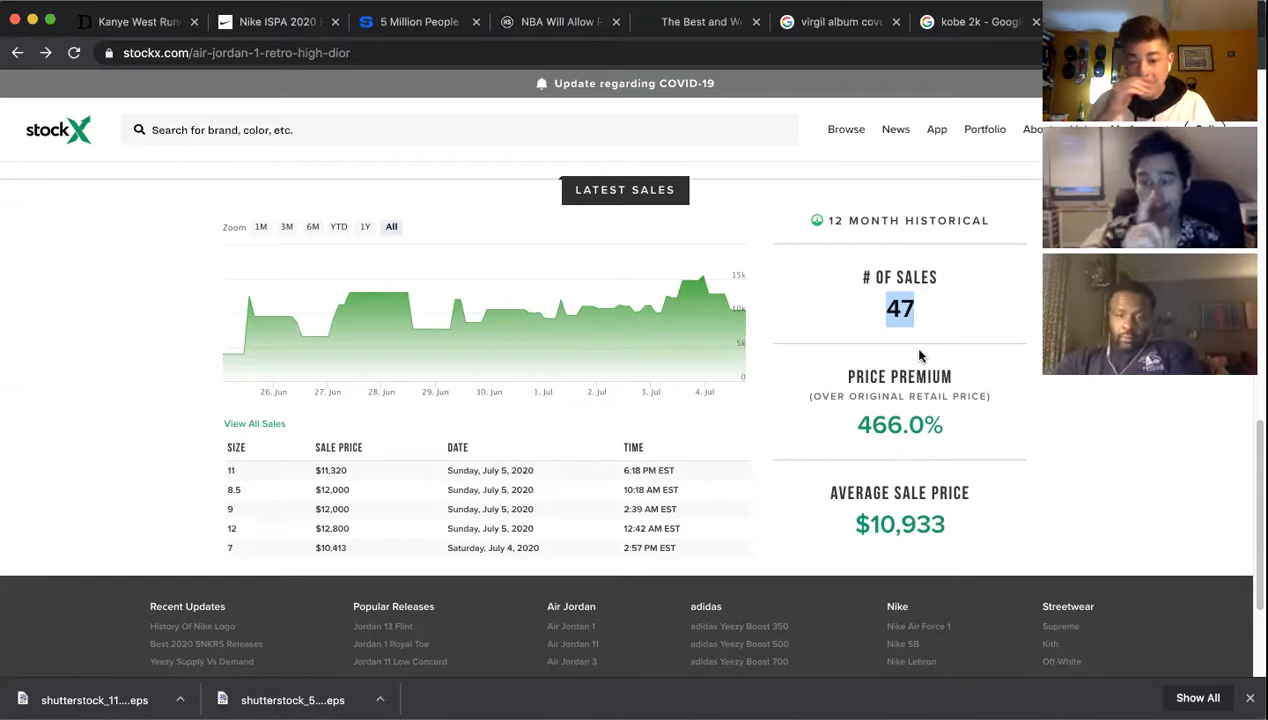 Kanye West Run
Nike ISPA 2020
5 Million People
NBA Will Allow
The Best and W
virgil album cov
kobe 2k - Goog
stockx.com/air-jordan-1-retro-high-dior
Update regarding COVID-19
stockX
Search for brand, color, etc.
Browse
News
App
Portfolio
LATEST SALES
Zoom 1M 3M 6M YTD 1Y All
15k
10k
5k
0
26. Jun 27. Jun 28. Jun 29. Jun 30. Jun 1. Jul 2. Jul 3. Jul 4. Jul
12 MONTH HISTORICAL
# OF SALES
47
PRICE PREMIUM
(OVER ORIGINAL RETAIL PRICE)
466.0%
AVERAGE SALE PRICE
$10,933
View All Sales
SIZE SALE PRICE DATE TIME
11 $11,320 Sunday, July 5, 2020 6:18 PM EST
8.5 $12,000 Sunday, July 5, 2020 10:18 AM EST
9 $12,000 Sunday, July 5, 2020 2:39 AM EST
12 $12,800 Sunday, July 5, 2020 12:42 AM EST
7 $10,413 Saturday, July 4, 2020 2:57 PM EST
Recent Updates
History Of Nike Logo
Best 2020 SNKRS Releases
Yeezy Supply Vs Demand
Popular Releases
Jordan 13 Flint
Jordan 1 Royal Toe
Jordan 11 Low Concord
Air Jordan
Air Jordan 1
Air Jordan 11
Air Jordan 3
adidas
adidas Yeezy Boost 350
adidas Yeezy Boost 500
adidas Yeezy Boost 700
Nike
Nike Air Force 1
Nike SB
Nike Lebron
Streetwear
Supreme
Kith
Off-White
shutterstock_11....eps
shutterstock_5....eps
Show All